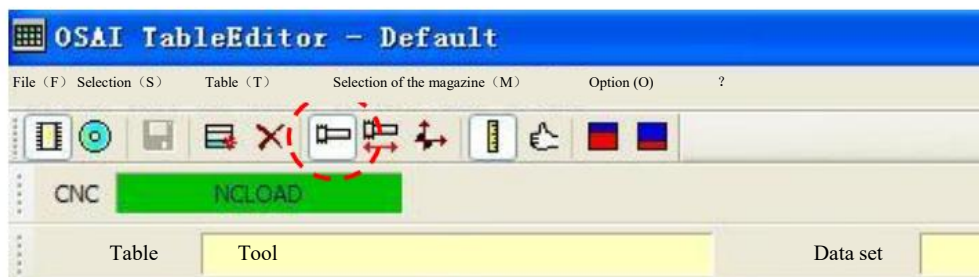 OSAI TableEditor - Default
File（F） Selection（S） Table（T） Selection of the magazine（M） Option (O) ?
CNC NCLOAD
Table Tool Data set